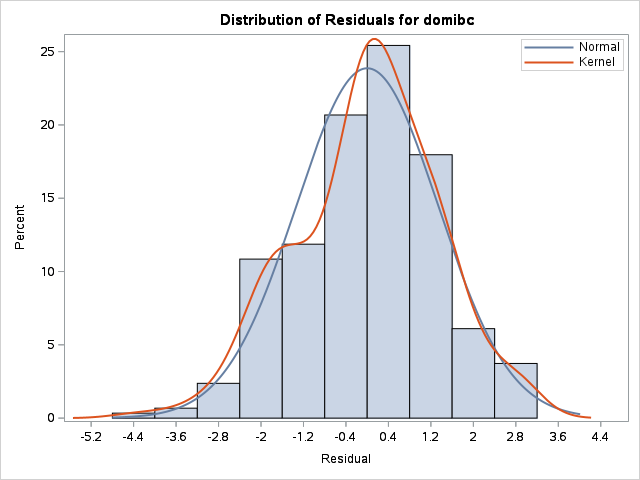 Distribution of Residuals for domibc
Normal
Kernel
25
20
15
10
5
0
Percent
-5.2 -4.4 -3.6 -2.8 -2 -1.2 -0.4 0.4 1.2 2 2.8 3.6 4.4
Residual